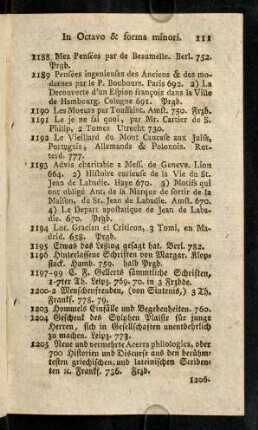 In Octavo & forma minori. 111
1188 Mes Pensées par de Beaumelle. Berl. 752.
Prgb.
1189 Pensées ingenieuses des Anciens & des mo-
dernes par le P. Bouhours. Paris 692. 2) La
Decouverte d'un Espion françois dans la Ville
de Hambourg. Cologne 691. Prgb.
1190 Les Moeurs par Toussaint. Amst. 750. Frzb.
1191 Le je ne sai quoi, par Mr. Cartier de S.
Philip, 2 Tomes Utrecht 730.
1192 Le Vieillard du Mont Caucase aux Juifs,
Portugais, Allemands & Polonois. Rot-
terd. 777.
1193 Advis charitable a Mess. de Geneve. Lion
664. 2) Histoire curieuse de la Vie du St.
Jean de Labadie. Haye 670. 3) Motifs qui
ont obligé Ant. de la Marque de sortir de la
Maison, du St. Jean de Labadie. Amst. 670.
4) Le Depart apostatique de Jean de Laba-
die. 670. Prgb.
1194 Lor. Gracian el Criticon, 3 Tomi, en Ma-
drid. 658. Prgb.
1195 Etwas das Leßing gesagt hat. Berl. 782.
1196 Hinterlassene Schriften von Margar. Klop-
stock. Hamb. 759. halb Prgb.
1197-99 C. F. Gellerts sämmtliche Schriften,
1-7ter Th. Leipz. 769. 70. in 3 Frzbde.
1200-2 Menschenfreuden, (von Sintenis,) 3 Th.
Frankf. 778. 79.
1203 Hommels Einfälle und Begebenheiten. 760.
1204 Geschenk des Sylphen Illaisir für junge
Herren, sich in Gesellschaften unentbehrlich
zu machen. Leipz. 773.
1205 Neue und vermehrte Acerra philologica, oder
700 Historien und Discurse aus den berühm-
testen griechischen und lateinischen Scriben-
ten u. Frankf. 726. Frzb.
1206.